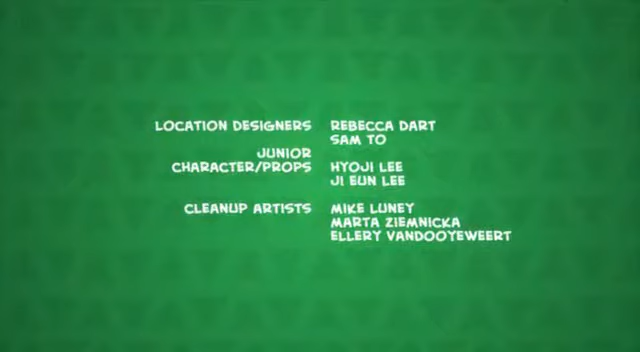 LOCATION DESIGNERS REBECCA DART
SAM TO
JUNIOR
CHARACTER/PROPS HYOJI LEE
JI EUN LEE
CLEANUP ARTISTS MIKE LUNEY
MARTA ZIEMNICKA
ELLERY VANDOOYEWEERT